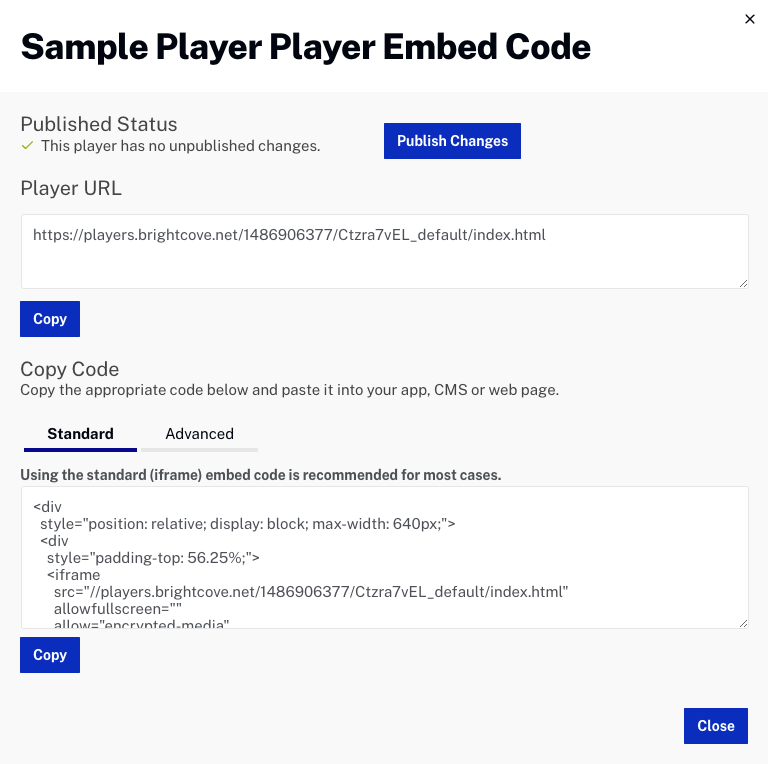 Sample Player Player Embed Code
Published Status
This player has no unpublished changes.
Publish Changes
Player URL
https://players.brightcove.net/1486906377/Ctzra7vEL_default/index.html
Copy
Copy Code
Copy the appropriate code below and paste it into your app, CMS or web page.
Standard Advanced
Using the standard (iframe) embed code is recommended for most cases.
<div
style="position: relative; display: block; max-width: 640px;">
<div
style="padding-top: 56.25%;">
<iframe
src="//players.brightcove.net/1486906377/Ctzra7vEL_default/index.html"
allowfullscreen=""
allow="encrypted-media"
Copy
Close